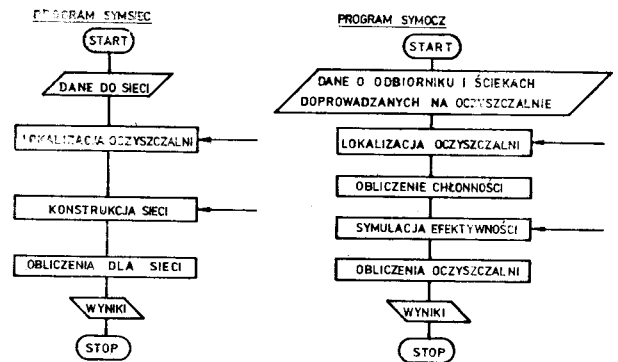 PROGRAM SYMSIEC
START
DANE DO SIECI
LOKALIZACJA OCZYSZCZALNI
KONSTRUKCJA SIECI
OBLICZENIA DLA SIECI
WYNIKI
STOP
PROGRAM SYMOCZ
START
DANE O ODBIORNIKU I ŚCIEKACH
DOPROWADZANYCH NA OCZYSZCZALNIE
LOKALIZACJA OCZYSZCZALNI
OBLICZENIE CHŁONNOŚCI
SYMULACJA EFEKTYWNOŚCI
OBLICZENIA OCZYSZCZALNI
WYNIKI
STOP